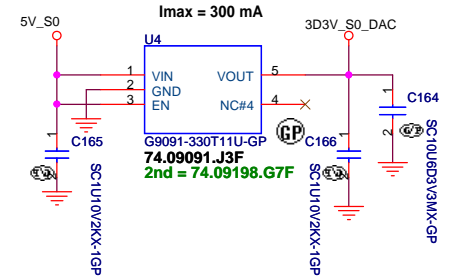 Imax = 300 mA
5V_S0
3D3V_S0_DAC
U4
1 VIN
2 GND
3 EN
VOUT 5
NC#4 4
G9091-330T11U-GP
74.09091.J3F
2nd = 74.09198.G7F
GP
1
C165
SC1U10V2KX-1GP
1
C166
SC1U10V2KX-1GP
1
C164
2
SC10U6D3V3MX-GP